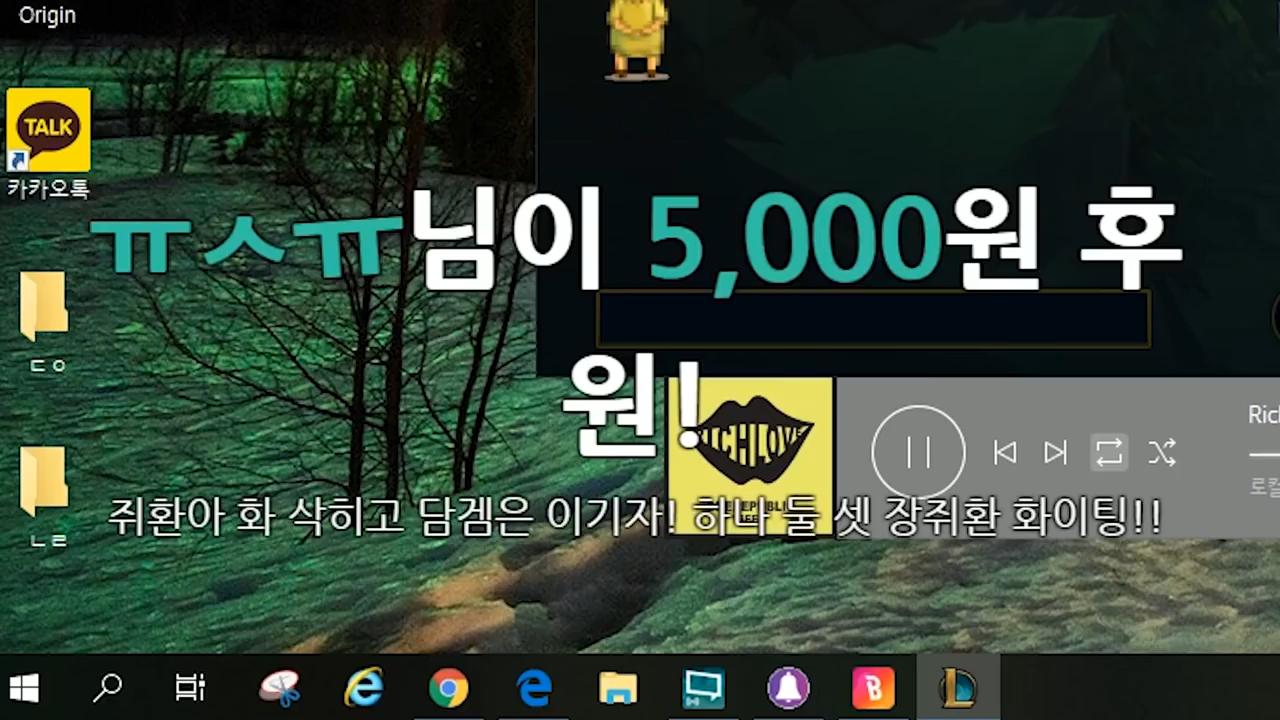 Origin
TALK
카카오톡
ㅠㅅㅠ님이 5,000원 후
원!
ㄷㅇ
RICHLOVE
Ric
로컬
쥐환아 화 삭히고 담겜은 이기자! 하나 둘 셋 장쥐환 화이팅!!
ㄴㄹ